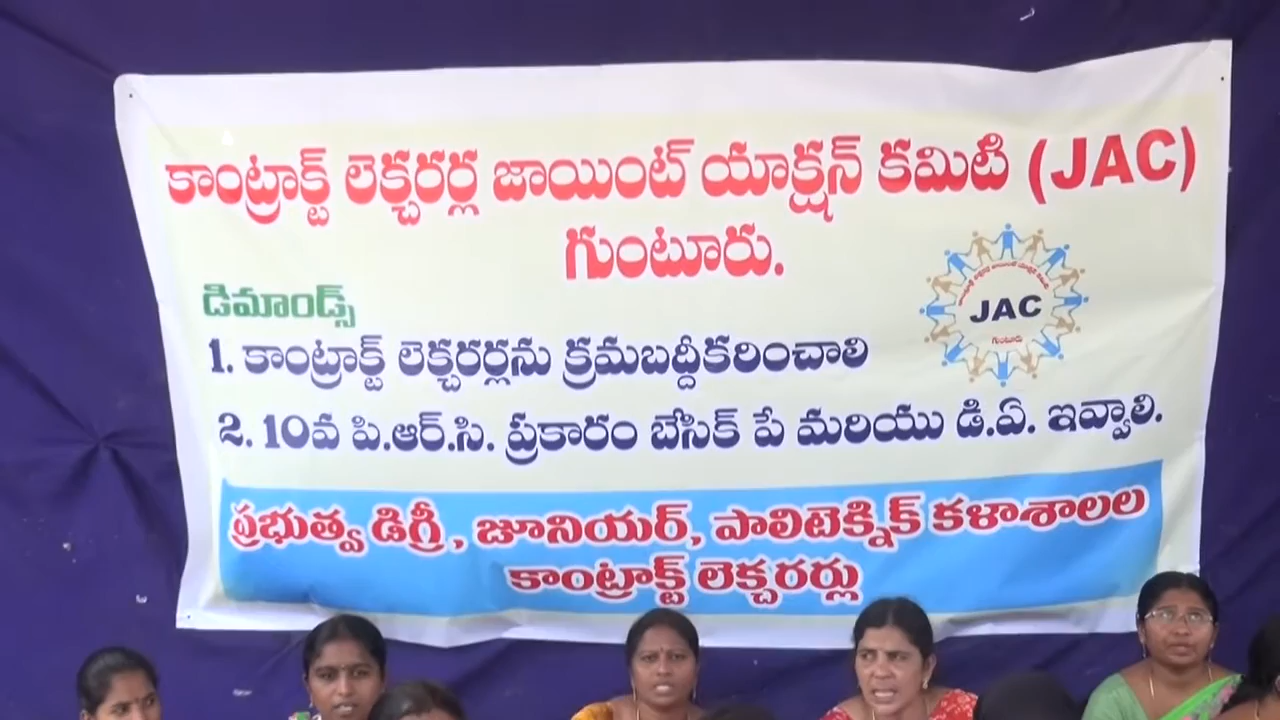 కాంట్రాక్ట్ లెక్చరర్ల జాయింట్ యాక్షన్ కమిటి (JAC)
గుంటూరు.
డిమాండ్స్
1. కాంట్రాక్ట్ లెక్చరర్లను క్రమబద్దీకరించాలి
2. 10వ పి.ఆర్.సి. ప్రకారం బేసిక్ పే మరియు డి.ఏ. ఇవ్వాలి.
JAC
గుంటూరు
ప్రభుత్వ డిగ్రీ, జూనియర్, పాలిటెక్నిక్ కళాశాలల
కాంట్రాక్ట్ లెక్చరర్లు